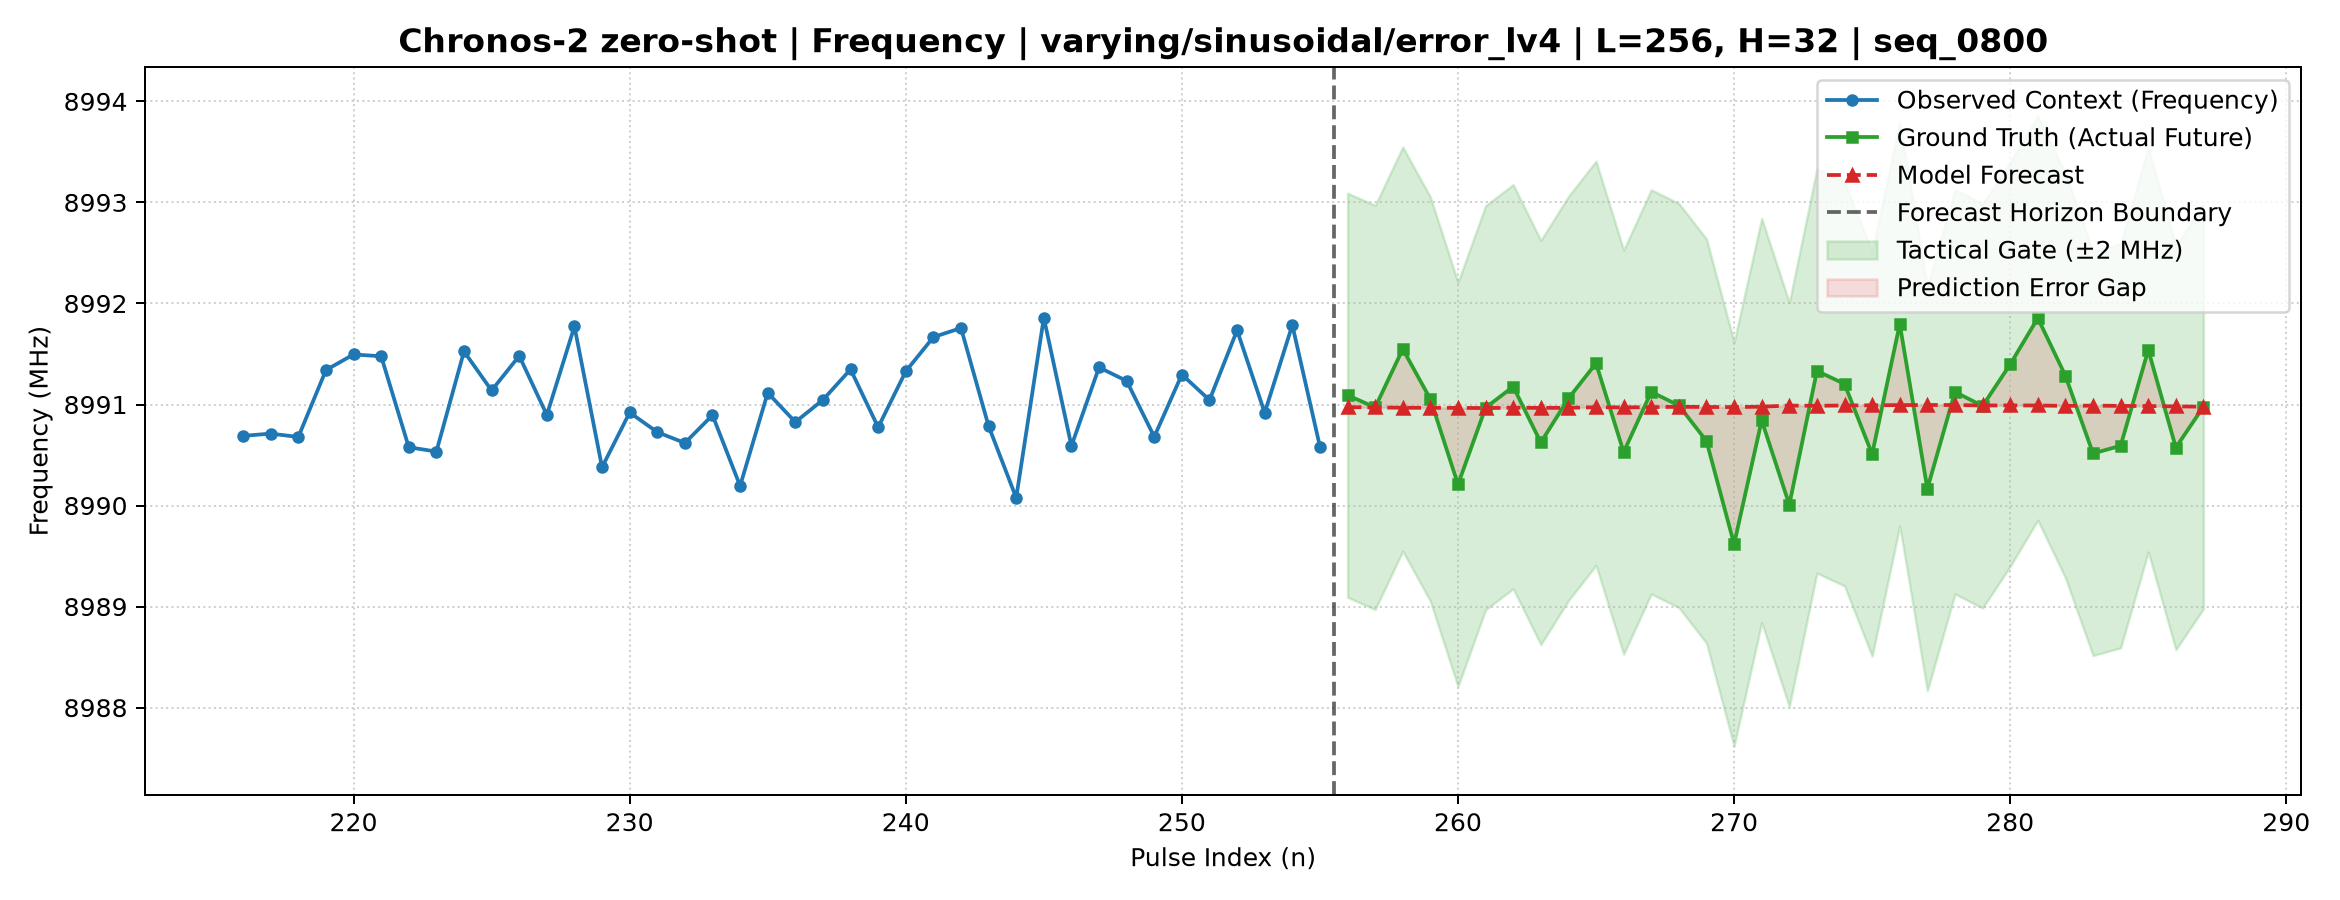 Chronos-2 zero-shot | Frequency | varying/sinusoidal/error_lv4 | L=256, H=32 | seq_0800
Frequency (MHz)
8994
8993
8992
8991
8990
8989
8988
Observed Context (Frequency)
Ground Truth (Actual Future)
Model Forecast
Forecast Horizon Boundary
Tactical Gate (±2 MHz)
Prediction Error Gap
220 230 240 250 260 270 280 290
Pulse Index (n)